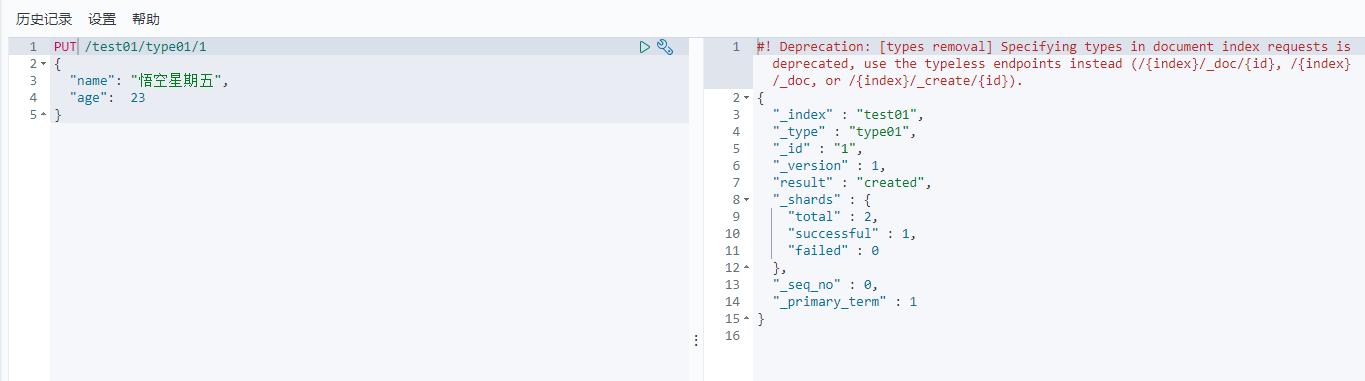 历史记录 设置 帮助
1 PUT /test01/type01/1
2 {
3 "name": "悟空星期五",
4 "age": 23
5 }
1 #! Deprecation: [types removal] Specifying types in document index requests is
deprecated, use the typeless endpoints instead (/{index}/_doc/{id}, /{index}
/_doc, or /{index}/_create/{id}).
2 {
3 "_index" : "test01",
4 "_type" : "type01",
5 "_id" : "1",
6 "_version" : 1,
7 "result" : "created",
8 "_shards" : {
9 "total" : 2,
10 "successful" : 1,
11 "failed" : 0
12 },
13 "_seq_no" : 0,
14 "_primary_term" : 1
15 }
16